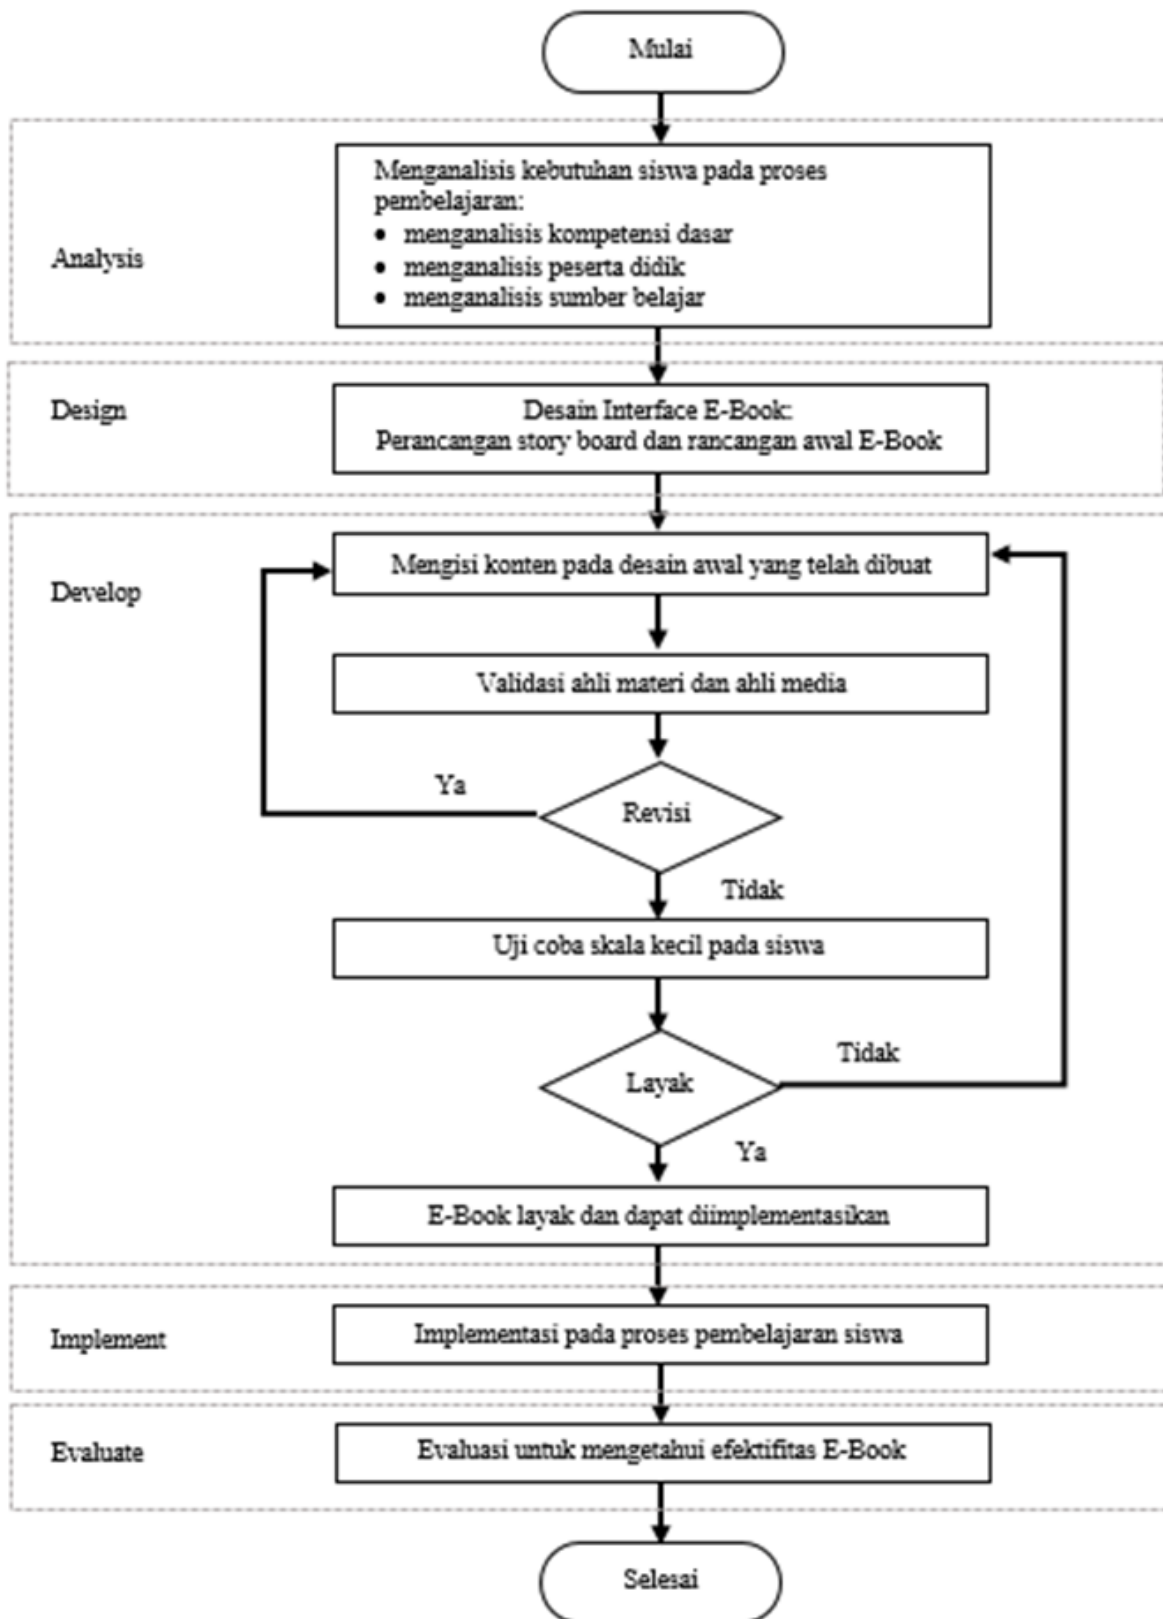 Mulai
Analysis
Menganalisis kebutuhan siswa pada proses
pembelajaran:
• menganalisis kompetensi dasar
• menganalisis peserta didik
• menganalisis sumber belajar
Design
Desain Interface E-Book:
Perancangan story board dan rancangan awal E-Book
Develop
Mengisi konten pada desain awal yang telah dibuat
Validasi ahli materi dan ahli media
Ya
Revisi
Tidak
Uji coba skala kecil pada siswa
Tidak
Layak
Ya
E-Book layak dan dapat diimplementasikan
Implement
Implementasi pada proses pembelajaran siswa
Evaluate
Evaluasi untuk mengetahui efektifitas E-Book
Selesai